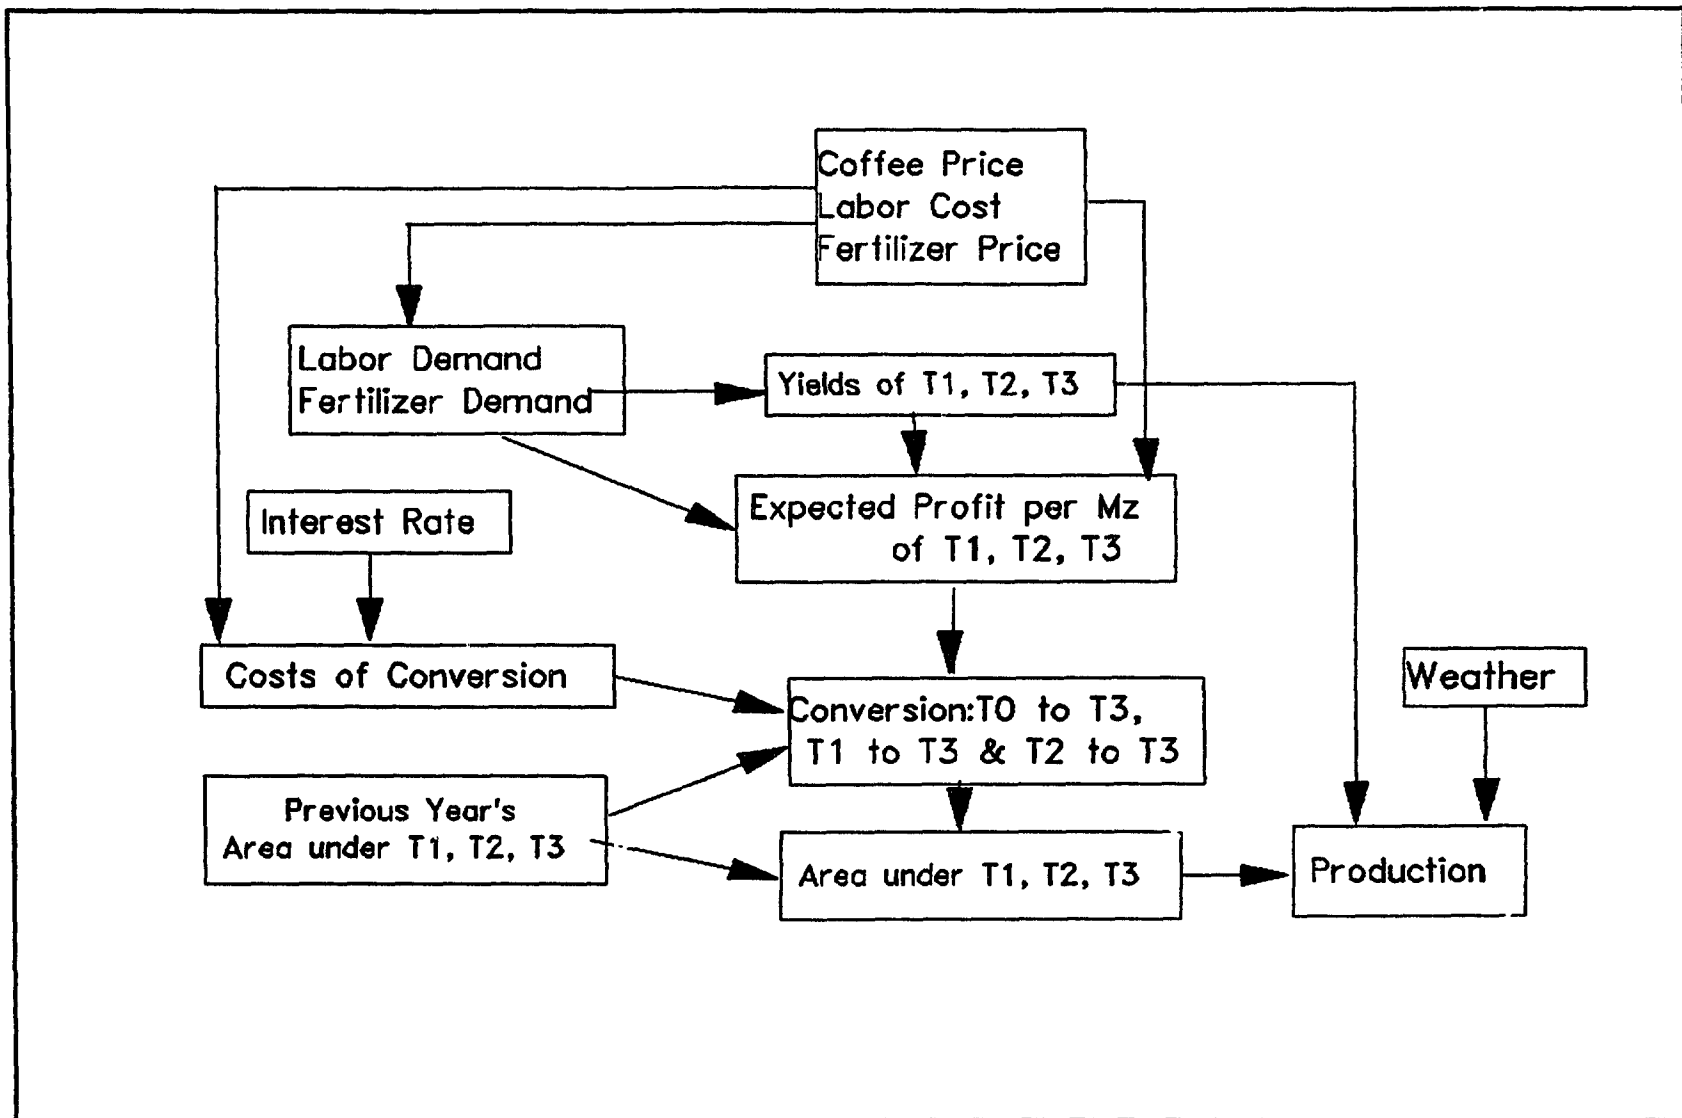 Coffee Price
Labor Cost
Fertilizer Price
Labor Demand
Fertilizer Demand
Yields of T1, T2, T3
Expected Profit per Mz
of T1, T2, T3
Interest Rate
Costs of Conversion
Weather
Conversion:T0 to T3,
T1 to T3 & T2 to T3
Previous Year's
Area under T1, T2, T3
Area under T1, T2, T3
Production